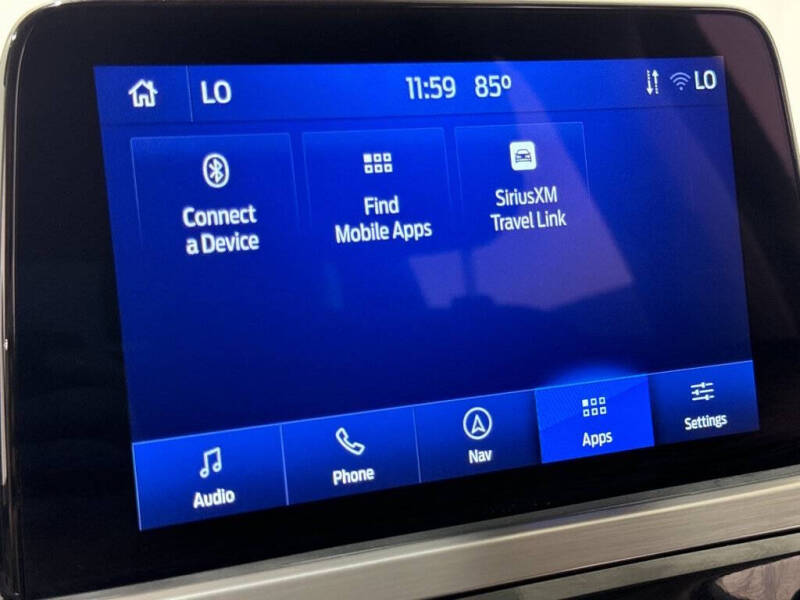 LO 11:59 85° LO
Connect
a Device
Find
Mobile Apps
SiriusXM
Travel Link
Audio
Phone
Nav
Apps
Settings